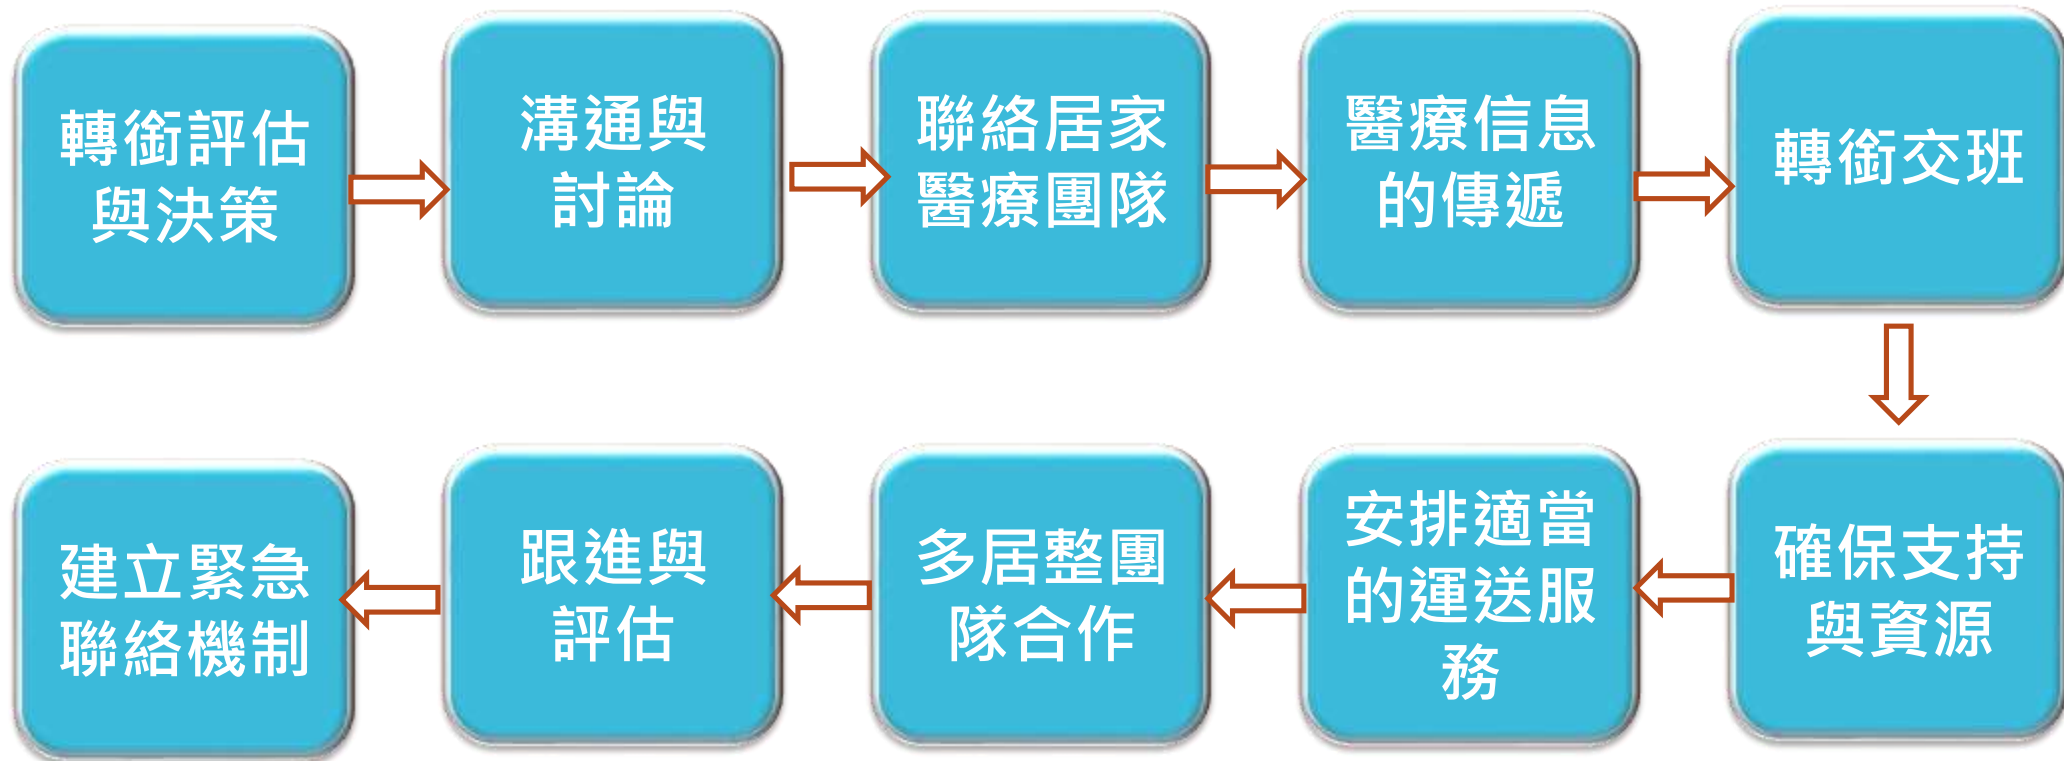 轉銜評估
與決策
溝通與
討論
聯絡居家
醫療團隊
醫療信息
的傳遞
轉銜交班
確保支持
與資源
安排適當
的運送服
務
多居整團
隊合作
跟進與
評估
建立緊急
聯絡機制